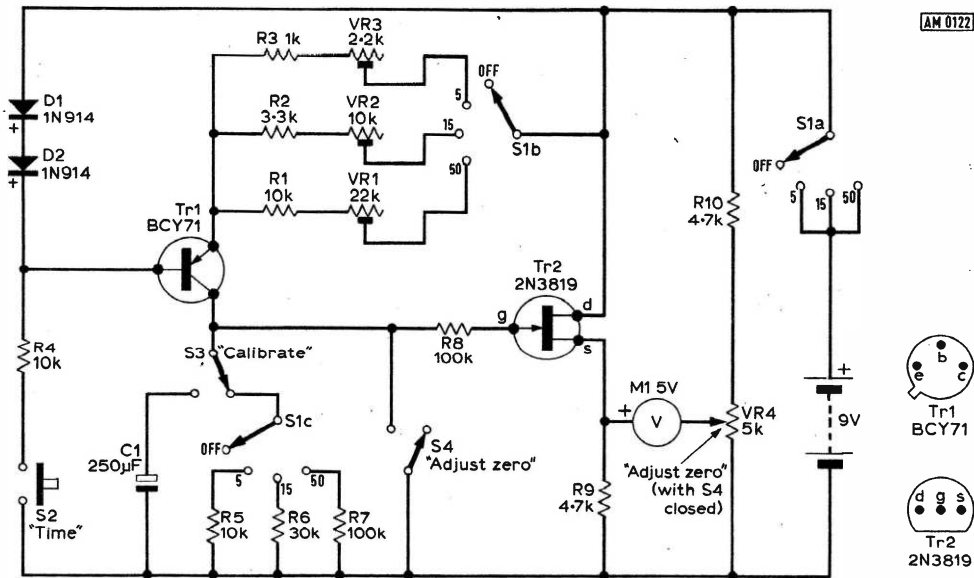 AM 0122
R3 1k
VR3
2·2k
OFF
5
15
50
S1b
D1
1N914
+
D2
1N914
+
R2
3·3k
VR2
10k
R1
10k
VR1
22k
S1a
OFF
5
15
50
R10
4·7k
Tr1
BCY71
Tr2
2N3819
g
d
s
R8
100k
R4
10k
S3 "Calibrate"
S1c
OFF
5
15
50
C1
250µF
S4
"Adjust zero"
M1 5V
+
V
VR4
5k
"Adjust zero"
(with S4
closed)
R9
4·7k
+
9V
S2
"Time"
R5
10k
R6
30k
R7
100k
b
e
c
Tr1
BCY71
d
g
s
Tr2
2N3819